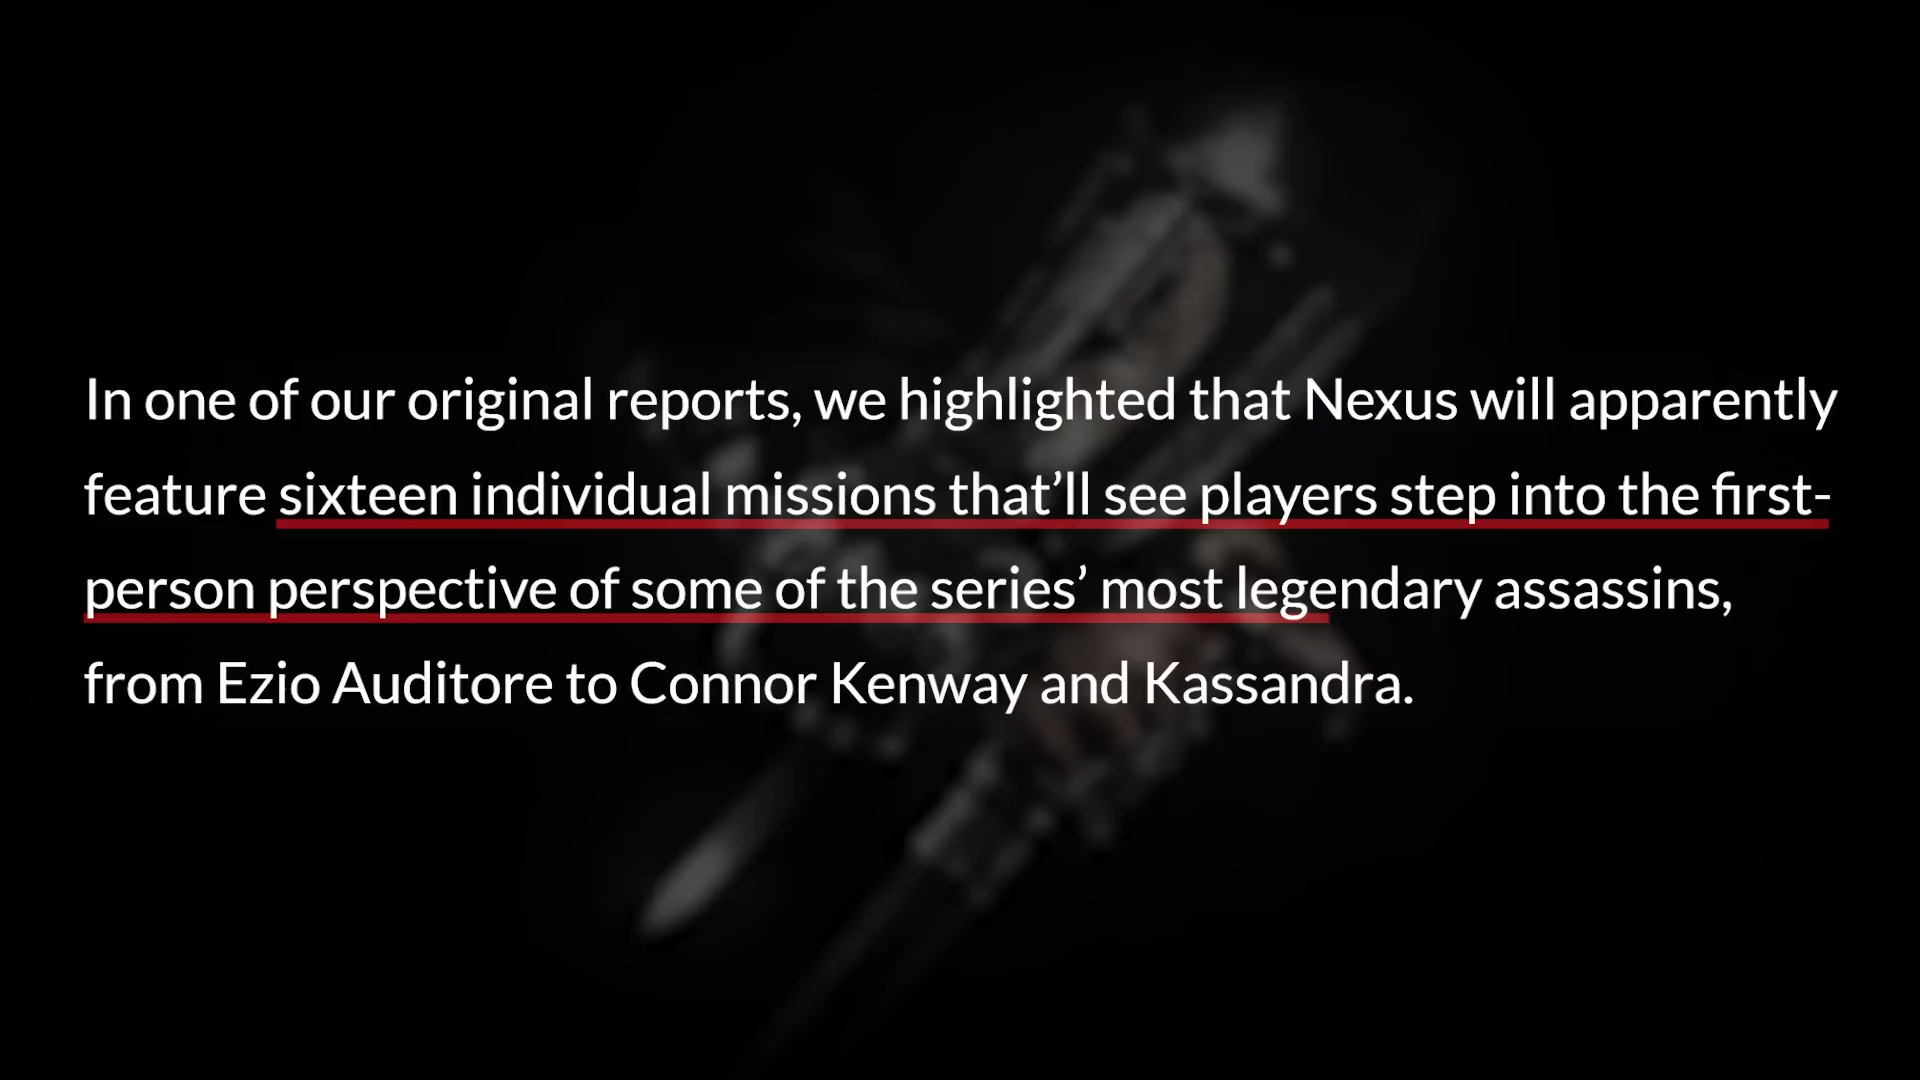 In one of our original reports, we highlighted that Nexus will apparently
feature sixteen individual missions that’ll see players step into the first-
person perspective of some of the series’ most legendary assassins,
from Ezio Auditore to Connor Kenway and Kassandra.